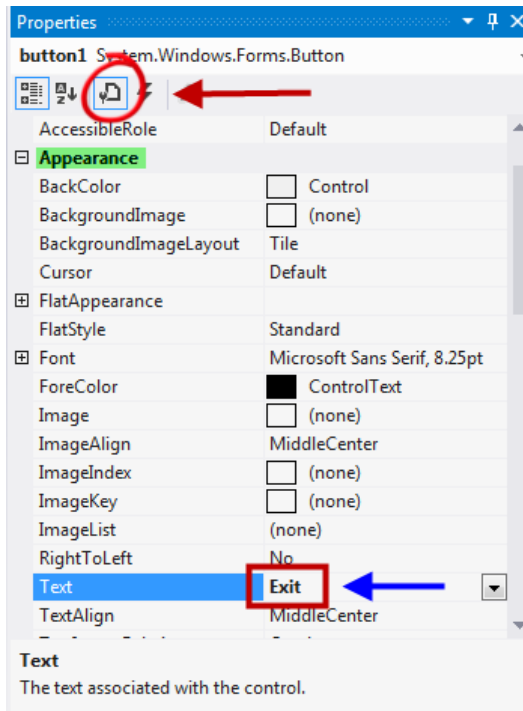 Properties
button1 System.Windows.Forms.Button
AccessibleRole Default
Appearance
BackColor Control
BackgroundImage (none)
BackgroundImageLayout Tile
Cursor Default
FlatAppearance
FlatStyle Standard
Font Microsoft Sans Serif, 8.25pt
ForeColor ControlText
Image (none)
ImageAlign MiddleCenter
ImageIndex (none)
ImageKey (none)
ImageList (none)
RightToLeft No
Text Exit
TextAlign MiddleCenter
Text
The text associated with the control.